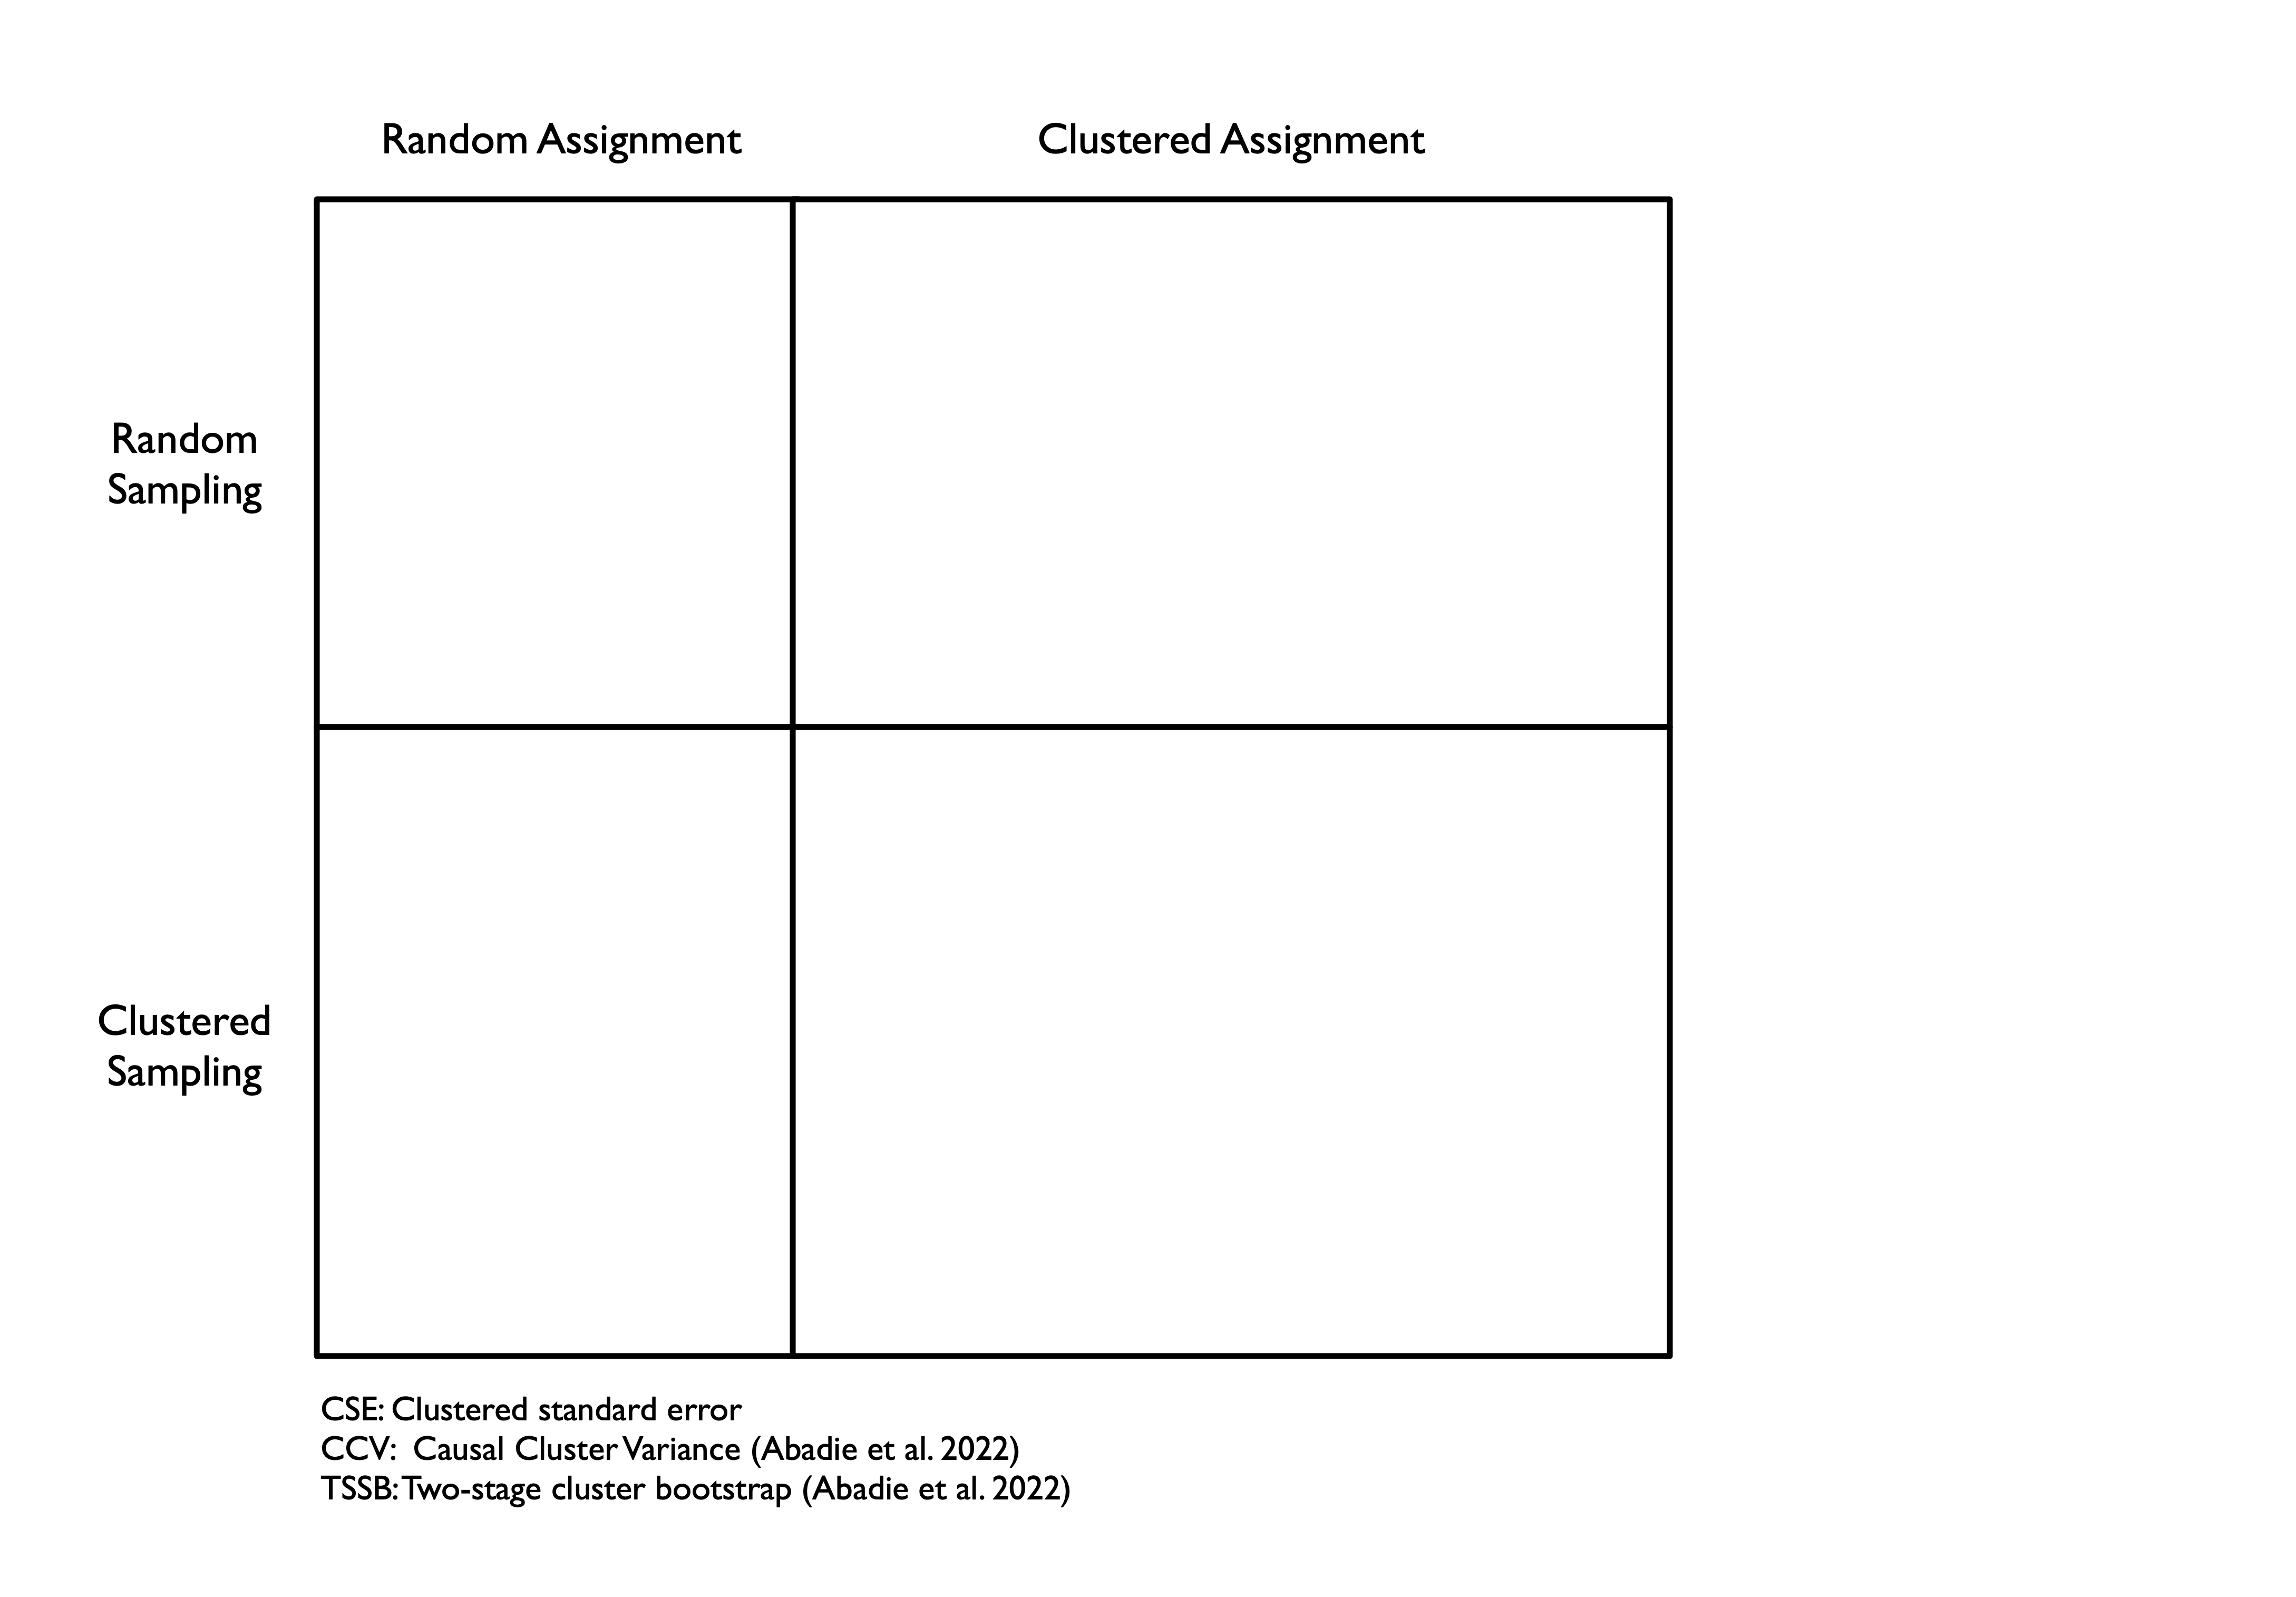 Random Assignment
Clustered Assignment
Random
Sampling
Clustered
Sampling
CSE: Clustered standard error
CCV: Causal Cluster Variance (Abadie et al. 2022)
TSSB: Two-stage cluster bootstrap (Abadie et al. 2022)